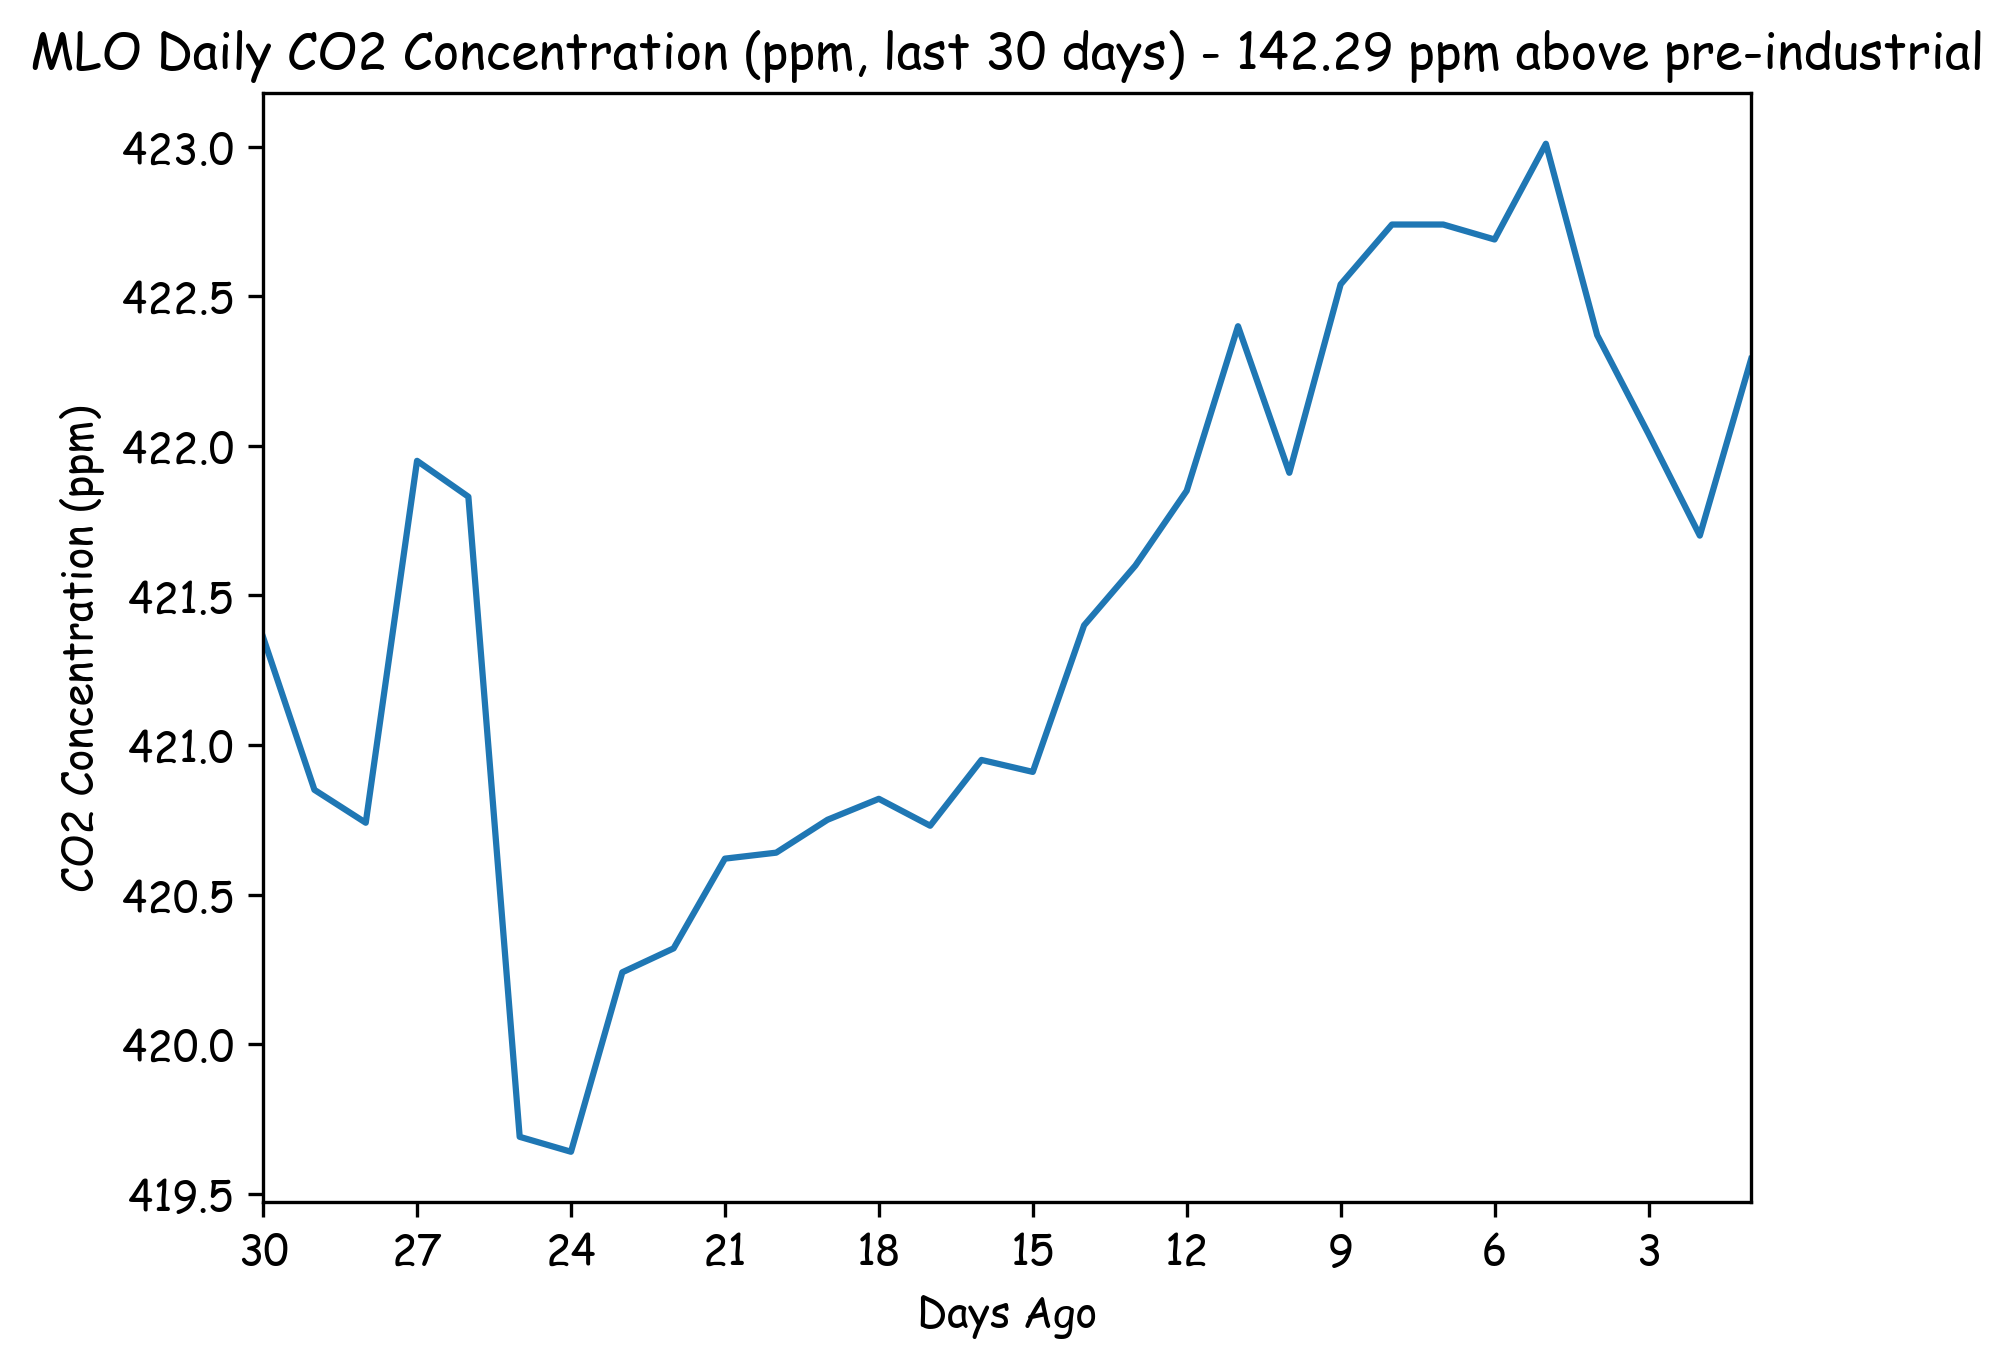 MLO Daily CO2 Concentration (ppm, last 30 days) - 142.29 ppm above pre-industrial
CO2 Concentration (ppm)
423.0
422.5
422.0
421.5
421.0
420.5
420.0
419.5
30 27 24 21 18 15 12 9 6 3
Days Ago